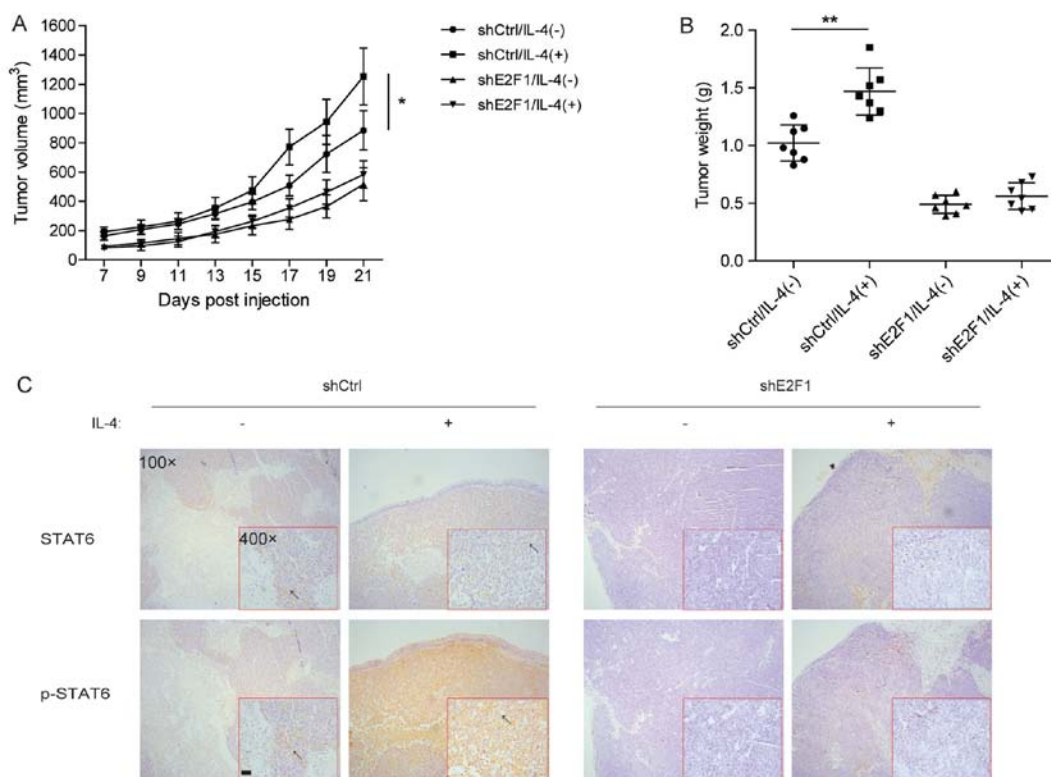 A
Tumor volume (mm³)
1600
1400
1200
1000
800
600
400
200
0
7 9 11 13 15 17 19 21
Days post injection
shCtrl/IL-4(-)
shCtrl/IL-4(+)
shE2F1/IL-4(-)
shE2F1/IL-4(+)
*
B
Tumor weight (g)
2.0
1.5
1.0
0.5
0.0
**
shCtrl/IL-4(-)
shCtrl/IL-4(+)
shE2F1/IL-4(-)
shE2F1/IL-4(+)
C
shCtrl shE2F1
IL-4: - + - +
100×
400×
STAT6
p-STAT6